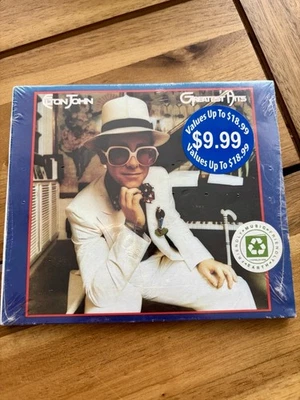 ELTON JOHN
GREATEST HITS
Values Up To $18.99
$9.99
Values Up To $18.99